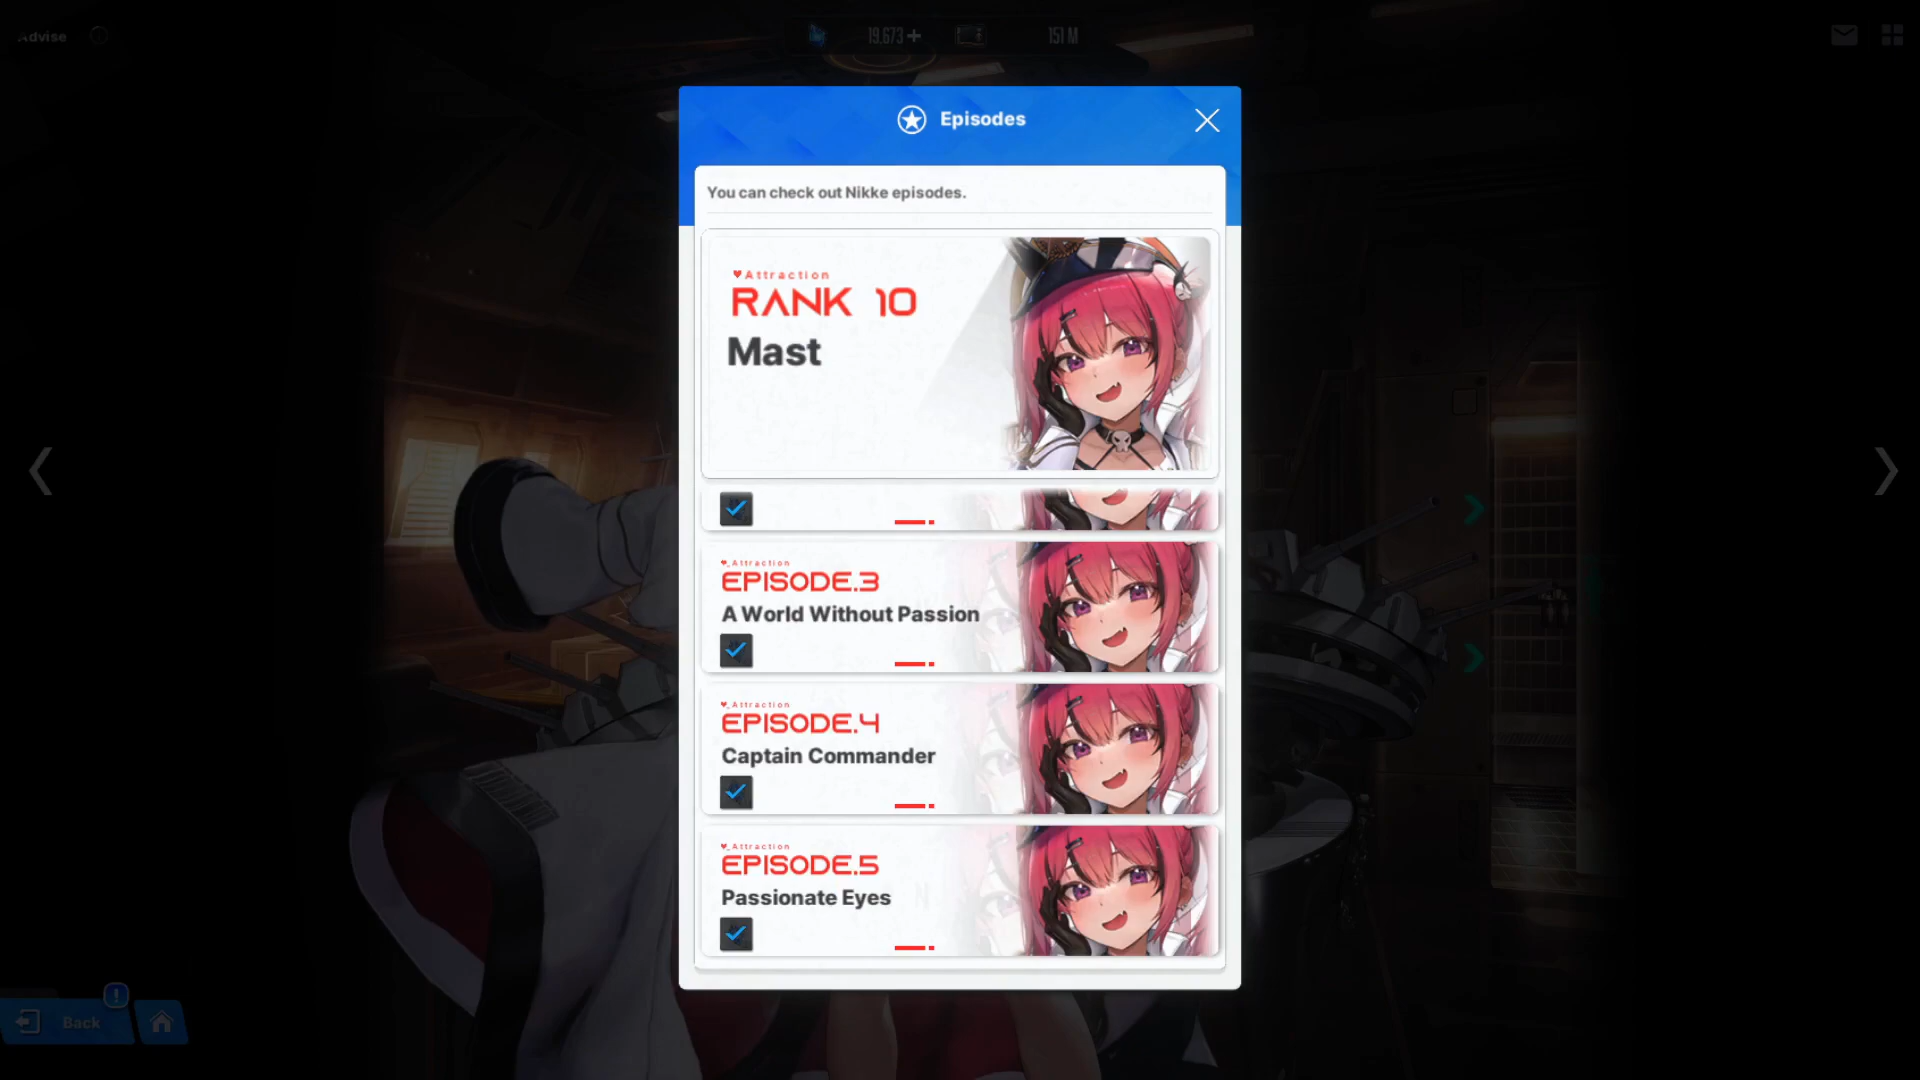 Advise
19,673
151 M
Episodes
You can check out Nikke episodes.
Attraction
RANK 10
Mast
Attraction
EPISODE.3
A World Without Passion
Attraction
EPISODE.4
Captain Commander
Attraction
EPISODE.5
Passionate Eyes
Back